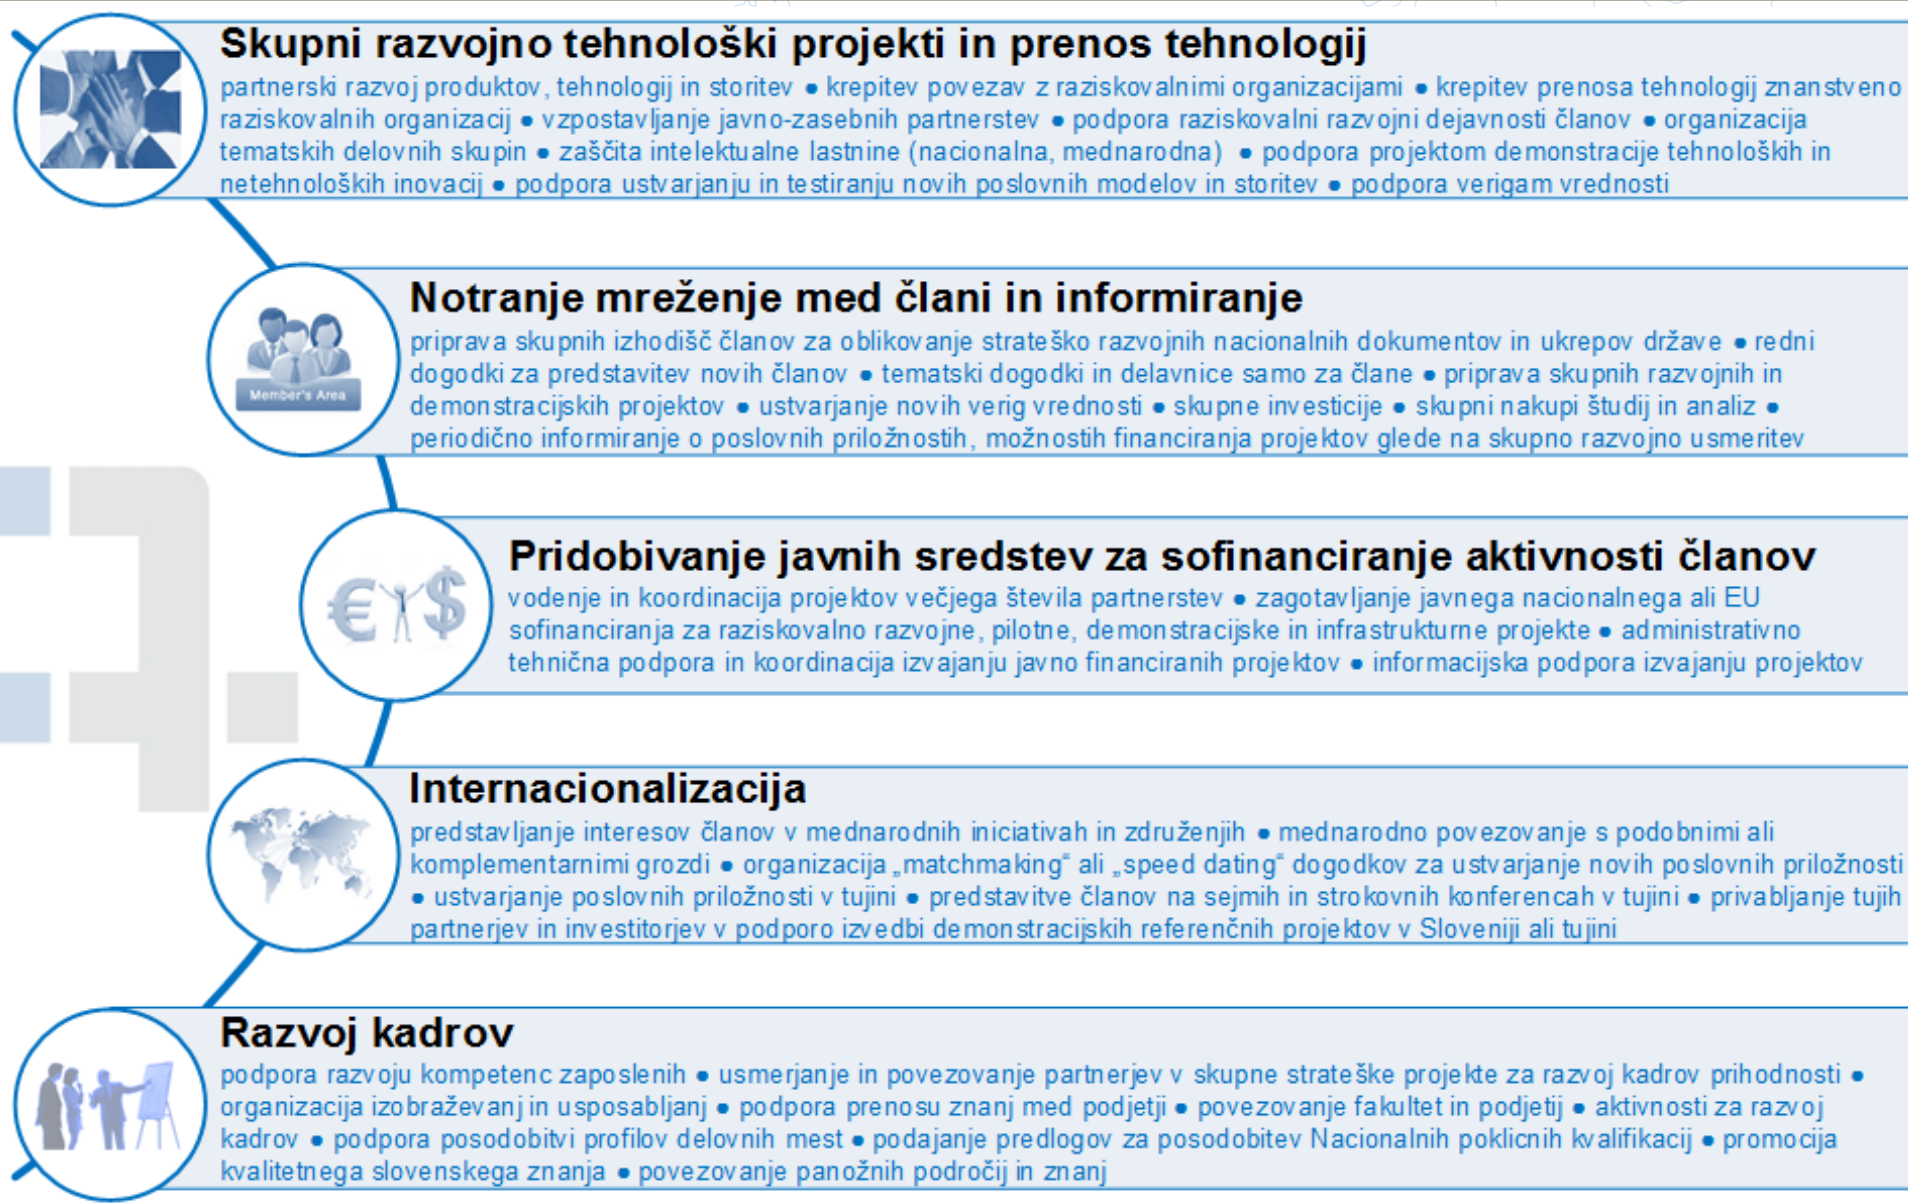 Skupni razvojno tehnološki projekti in prenos tehnologij
partnerski razvoj produktov, tehnologij in storitev ● krepitev povezav z raziskovalnimi organizacijami ● krepitev prenosa tehnologij znanstveno
raziskovalnih organizacij ● vzpostavljanje javno-zasebnih partnerstev ● podpora raziskovalni razvojni dejavnosti članov ● organizacija
tematskih delovnih skupin ● zaščita intelektualne lastnine (nacionalna, mednarodna) ● podpora projektom demonstracije tehnoloških in
netehnoloških inovacij ● podpora ustvarjanju in testiranju novih poslovnih modelov in storitev ● podpora verigam vrednosti
Notranje mreženje med člani in informiranje
priprava skupnih izhodišč članov za oblikovanje strateško razvojnih nacionalnih dokumentov in ukrepov države ● redni
dogodki za predstavitev novih članov ● tematski dogodki in delavnice samo za člane ● priprava skupnih razvojnih in
demonstracijskih projektov ● ustvarjanje novih verig vrednosti ● skupne investicije ● skupni nakupi študij in analiz ●
periodično informiranje o poslovnih priložnostih, možnostih financiranja projektov glede na skupno razvojno usmeritev
Member's Area
Pridobivanje javnih sredstev za sofinanciranje aktivnosti članov
vodenje in koordinacija projektov večjega števila partnerstev ● zagotavljanje javnega nacionalnega ali EU
sofinanciranja za raziskovalno razvojne, pilotne, demonstracijske in infrastrukturne projekte ● administrativno
tehnična podpora in koordinacija izvajanju javno financiranih projektov ● informacijska podpora izvajanju projektov
€ $
Internacionalizacija
predstavljanje interesov članov v mednarodnih iniciativah in združenjih ● mednarodno povezovanje s podobnimi ali
komplementarnimi grozdi ● organizacija „matchmaking“ ali „speed dating“ dogodkov za ustvarjanje novih poslovnih priložnosti
● ustvarjanje poslovnih priložnosti v tujini ● predstavitve članov na sejmih in strokovnih konferencah v tujini ● privabljanje tujih
partnerjev in investitorjev v podporo izvedbi demonstracijskih referenčnih projektov v Sloveniji ali tujini
Razvoj kadrov
podpora razvoju kompetenc zaposlenih ● usmerjanje in povezovanje partnerjev v skupne strateške projekte za razvoj kadrov prihodnosti ●
organizacija izobraževanj in usposabljanj ● podpora prenosu znanj med podjetji ● povezovanje fakultet in podjetij ● aktivnosti za razvoj
kadrov ● podpora posodobitvi profilov delovnih mest ● podajanje predlogov za posodobitev Nacionalnih poklicnih kvalifikacij ● promocija
kvalitetnega slovenskega znanja ● povezovanje panožnih področij in znanj